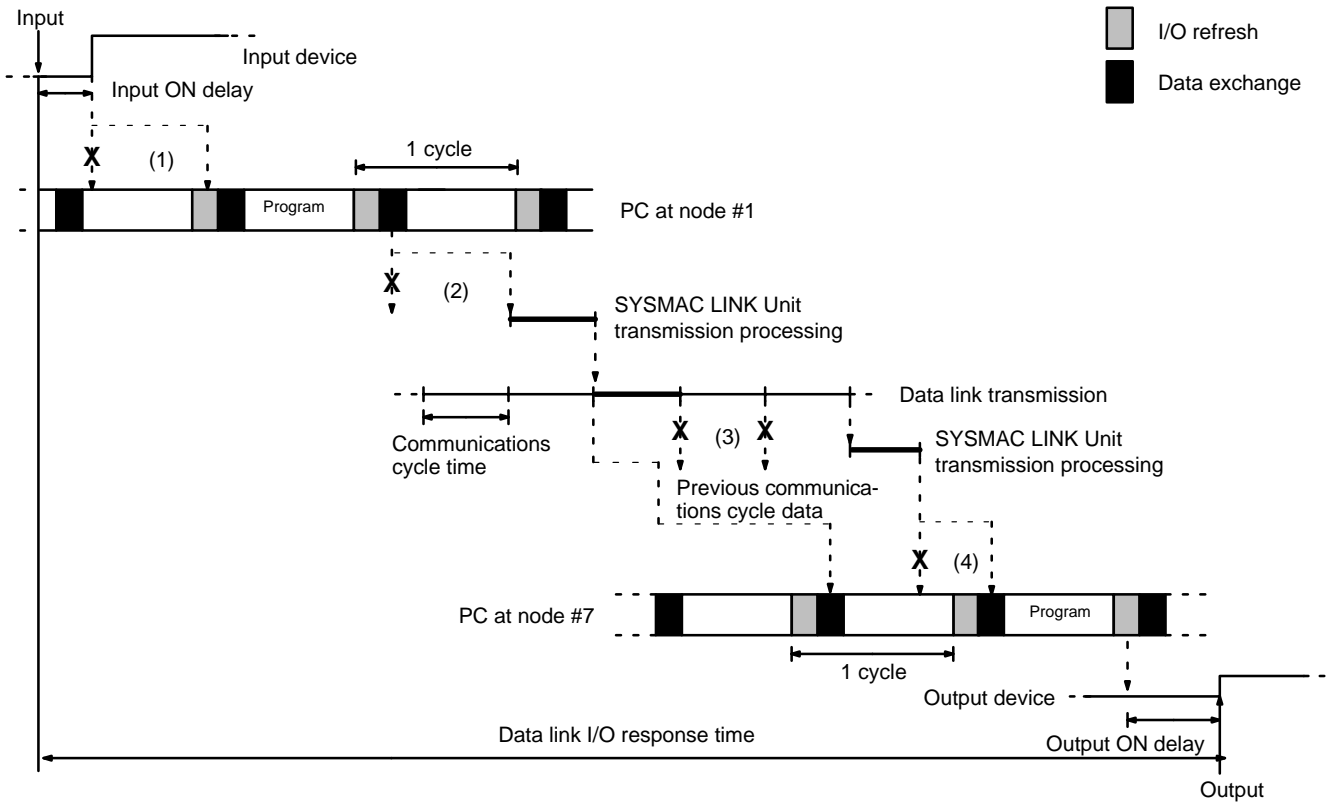 Input
I/O refresh
Input device
Data exchange
Input ON delay
(1)
1 cycle
Program
PC at node #1
(2)
SYSMAC LINK Unit
transmission processing
Data link transmission
Communications
cycle time
(3)
SYSMAC LINK Unit
transmission processing
Previous communica-
tions cycle data
(4)
PC at node #7
Program
1 cycle
Output device
Data link I/O response time
Output ON delay
Output